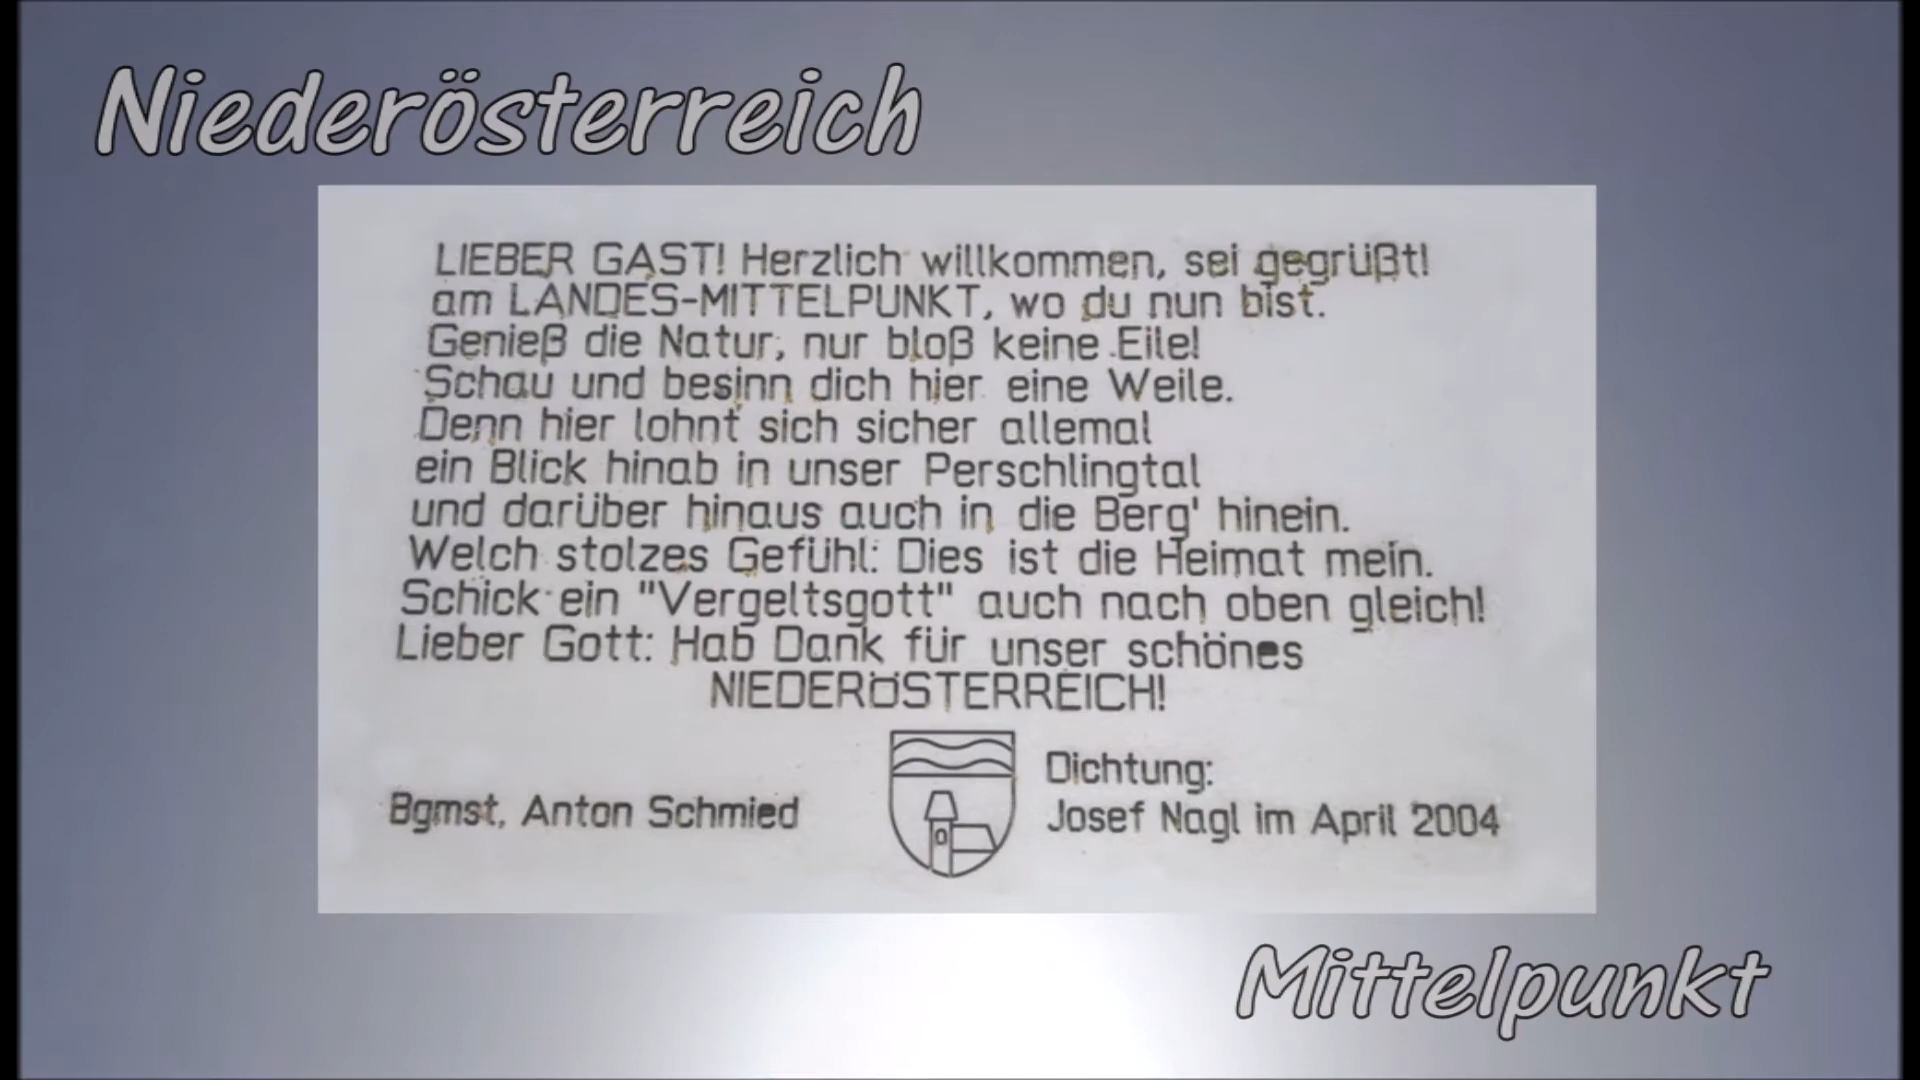 Niederösterreich
LIEBER GAST! Herzlich willkommen, sei gegrüßt!
am LANDES-MITTELPUNKT, wo du nun bist.
Genieß die Natur, nur bloß keine Eile!
Schau und besinn dich hier eine Weile.
Denn hier lohnt sich sicher allemal
ein Blick hinab in unser Perschlingtal
und darüber hinaus auch in die Berg' hinein.
Welch stolzes Gefühl: Dies ist die Heimat mein.
Schick ein "Vergeltsgott" auch nach oben gleich!
Lieber Gott: Hab Dank für unser schönes
NIEDERÖSTERREICH!
Bgmst, Anton Schmied
Dichtung:
Josef Nagl im April 2004
Mittelpunkt